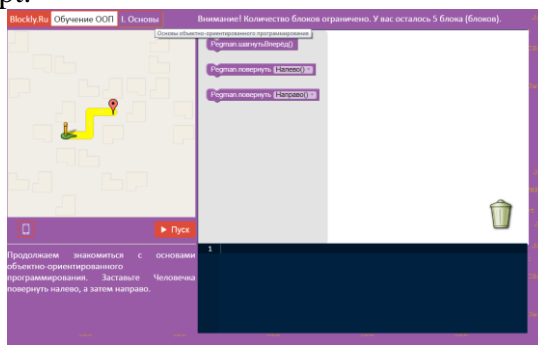 Blockly.Ru Обучение ООП I. Основы
Внимание! Количество блоков ограничено. У вас осталось 5 блока (блоков).
Основы объектно-ориентированного программирования
Pegman.шагнутьВперёд()
Pegman.повернуть Налево()
Pegman.повернуть Направо()
Пуск
1
Продолжаем знакомиться с основами
объектно-ориентированного
программирования. Заставьте Человечка
повернуть налево, а затем направо.